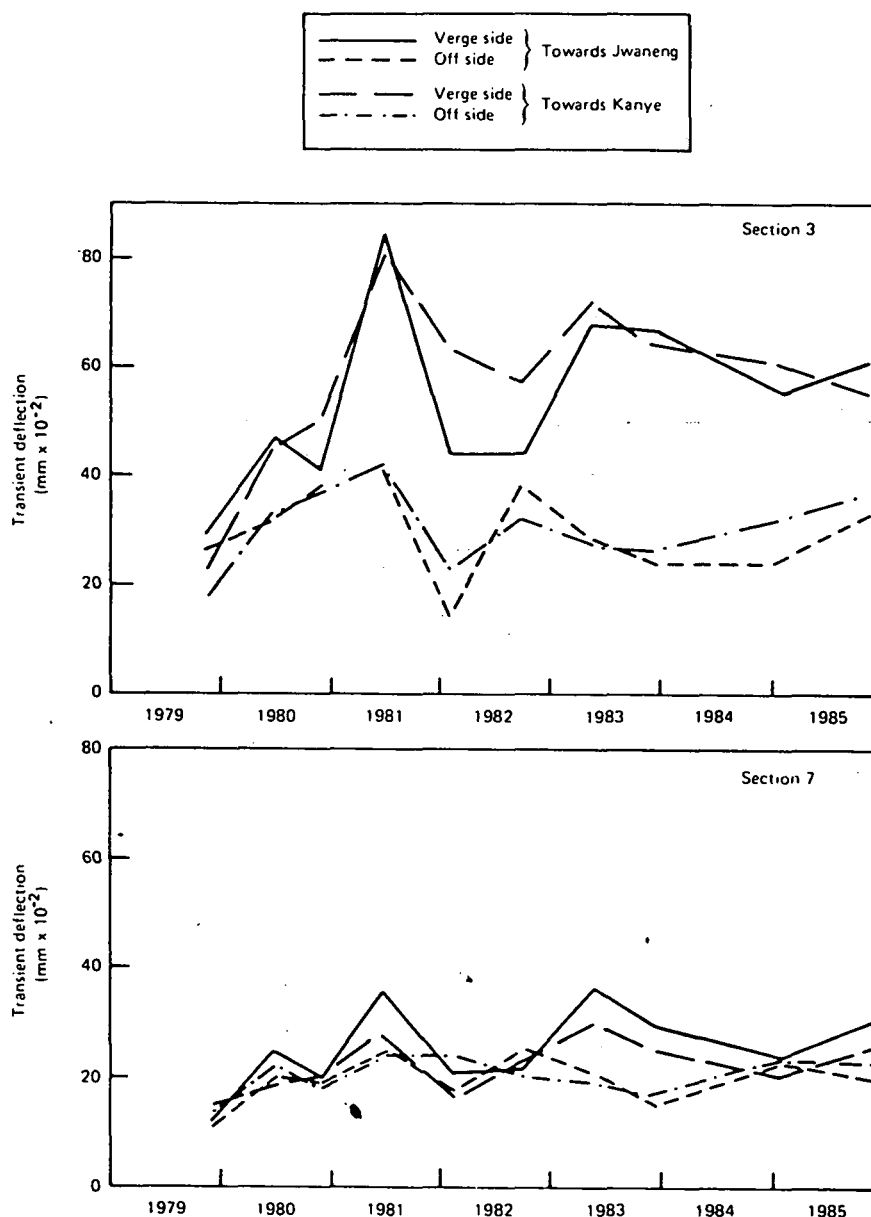 Verge side
Off side
Towards Jwaneng
Verge side
Off side
Towards Kanye
Section 3
80
60
40
20
0
Transient deflection
(mm x 10⁻²)
1979 1980 1981 1982 1983 1984 1985
Section 7
80
60
40
20
0
Transient deflection
(mm x 10⁻²)
1979 1980 1981 1982 1983 1984 1985